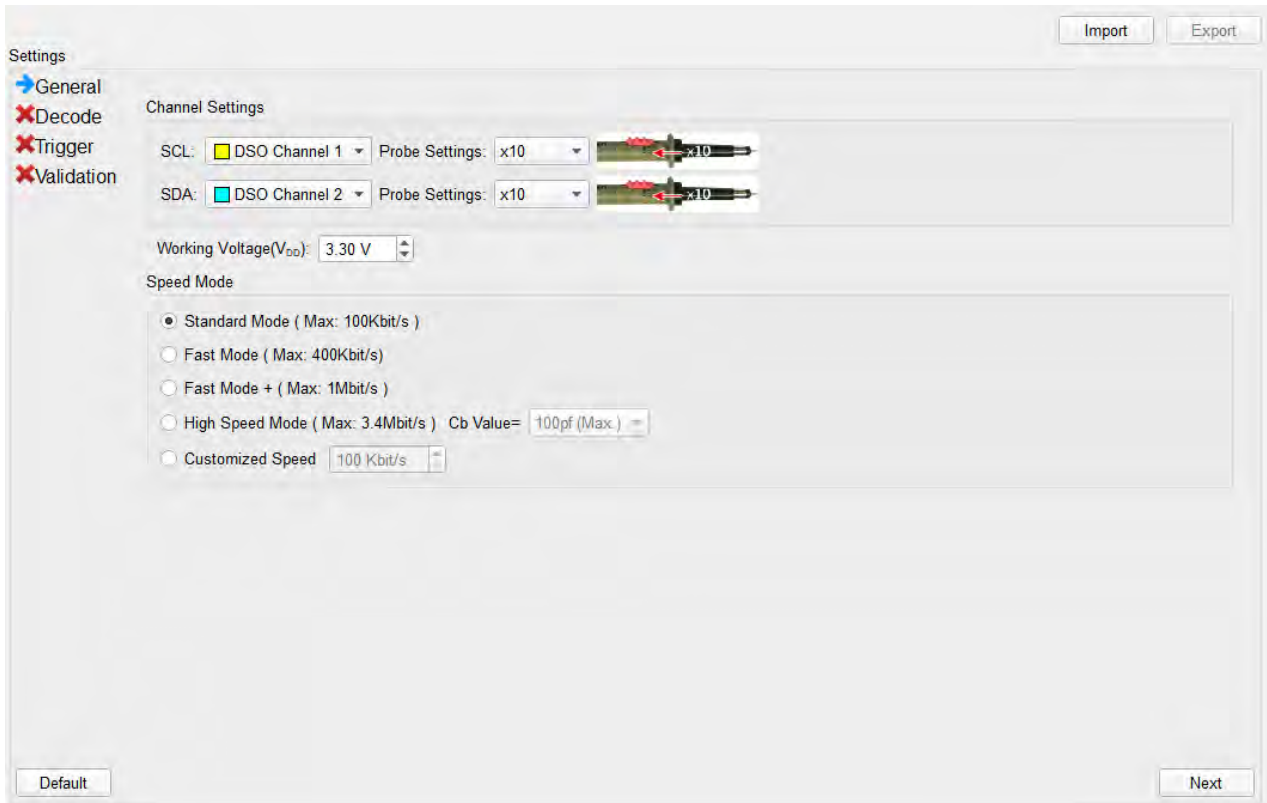 Import Export
Settings
General
Decode
Trigger
Validation
Channel Settings
SCL: DSO Channel 1 Probe Settings: x10 x10
SDA: DSO Channel 2 Probe Settings: x10 x10
Working Voltage(VDD): 3.30 V
Speed Mode
Standard Mode ( Max: 100Kbit/s )
Fast Mode ( Max: 400Kbit/s)
Fast Mode + ( Max: 1Mbit/s )
High Speed Mode ( Max: 3.4Mbit/s ) Cb Value= 100pf (Max.)
Customized Speed 100 Kbit/s
Default Next